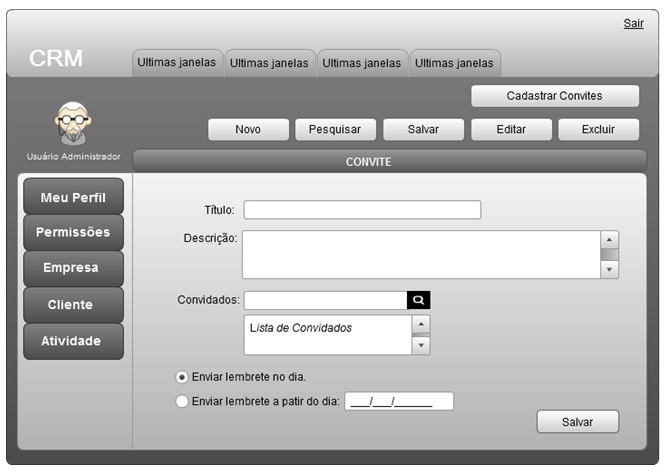 Sair
CRM
Ultimas janelas Ultimas janelas Ultimas janelas Ultimas janelas
Cadastrar Convites
Novo Pesquisar Salvar Editar Excluir
Usuário Administrador
CONVITE
Meu Perfil
Permissões
Empresa
Cliente
Atividade
Título:
Descrição:
Convidados:
Lista de Convidados
Enviar lembrete no dia.
Enviar lembrete a patir do dia: ___/___/______
Salvar